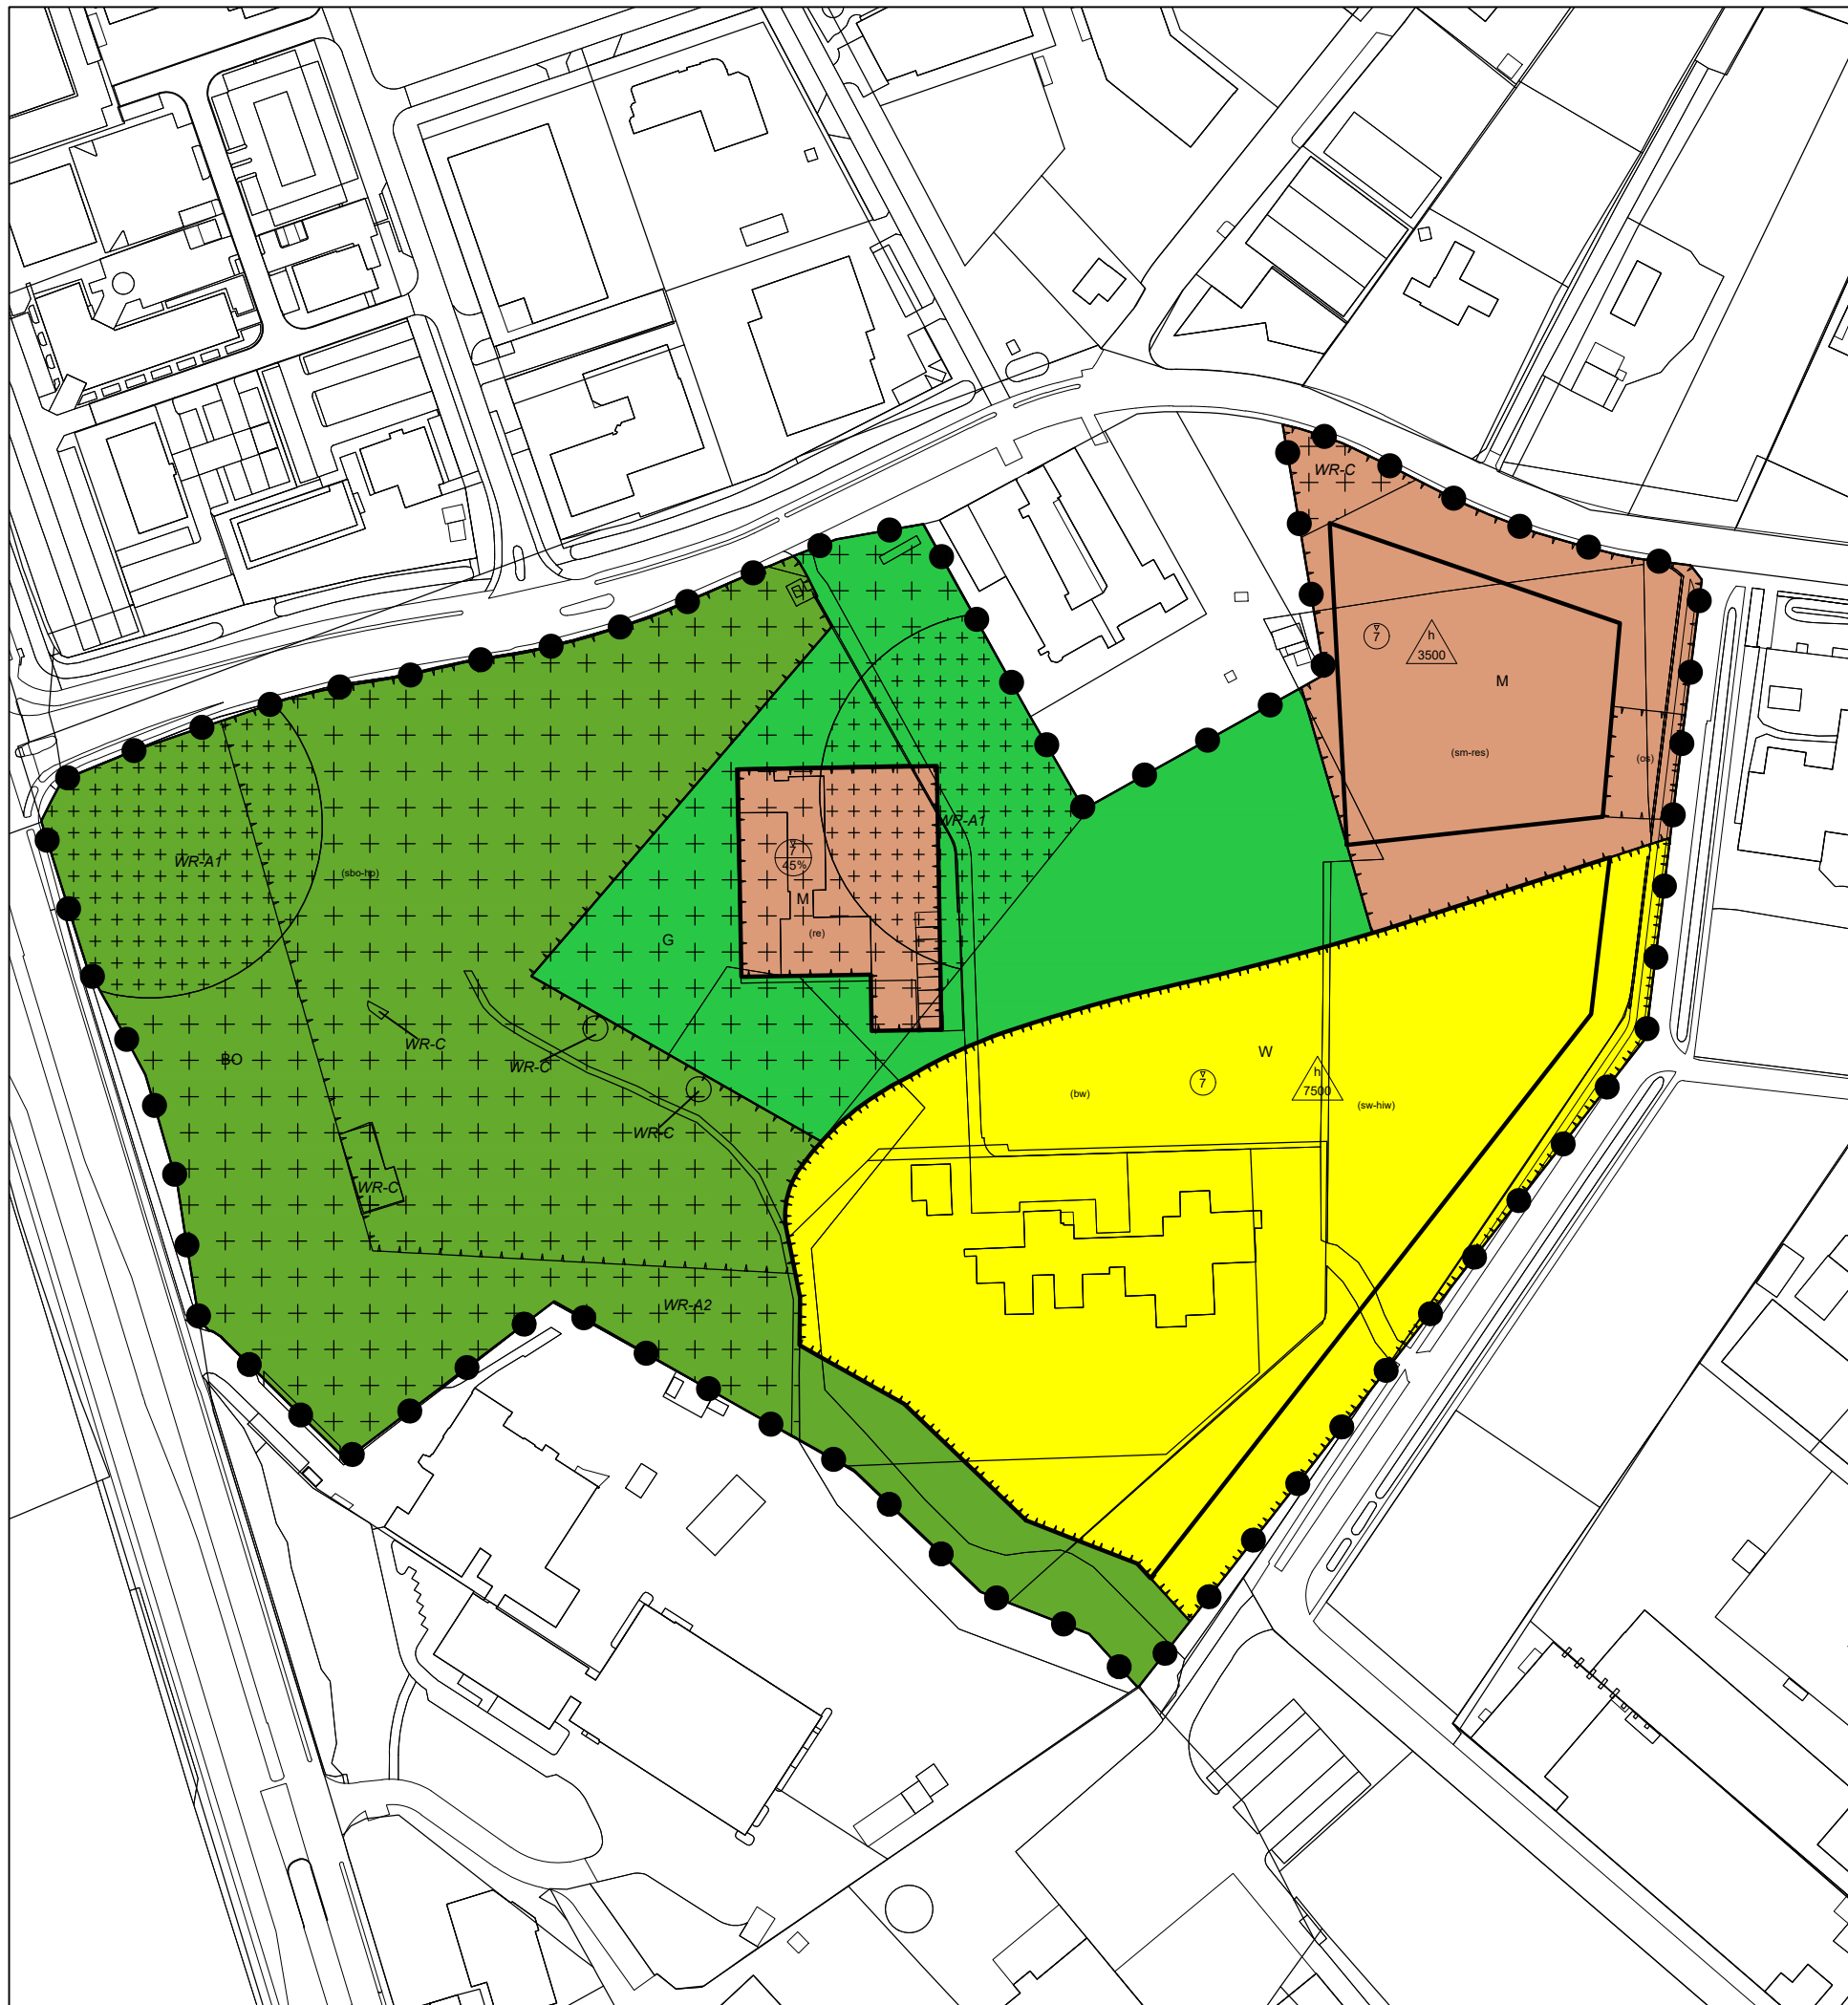 WR-C
▽
7
h
3500
M
(sm-res)
(os)
WR-A1
WR-A1
(sbo-hp)
▽
7
45%
M
(re)
G
WR-C
BO
WR-C
W
▽
7
h
7500
(bw)
(sw-hiw)
WR-C
WR-C
WR-A2